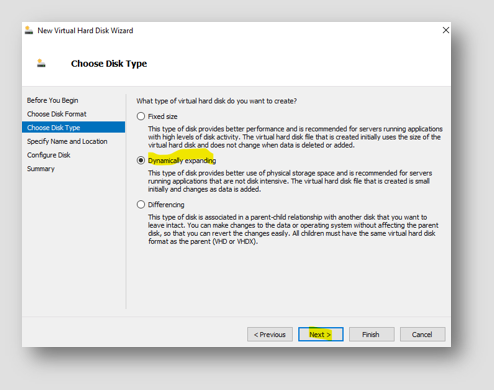 New Virtual Hard Disk Wizard
Choose Disk Type
Before You Begin
Choose Disk Format
Choose Disk Type
Specify Name and Location
Configure Disk
Summary
What type of virtual hard disk do you want to create?
Fixed size
This type of disk provides better performance and is recommended for servers running applications
with high levels of disk activity. The virtual hard disk file that is created initially uses the size of the
virtual hard disk and does not change when data is deleted or added.
Dynamically expanding
This type of disk provides better use of physical storage space and is recommended for servers
running applications that are not disk intensive. The virtual hard disk file that is created is small
initially and changes as data is added.
Differencing
This type of disk is associated in a parent-child relationship with another disk that you want to
leave intact. You can make changes to the data or operating system without affecting the parent
disk, so that you can revert the changes easily. All children must have the same virtual hard disk
format as the parent (VHD or VHDX).
< Previous
Next >
Finish
Cancel